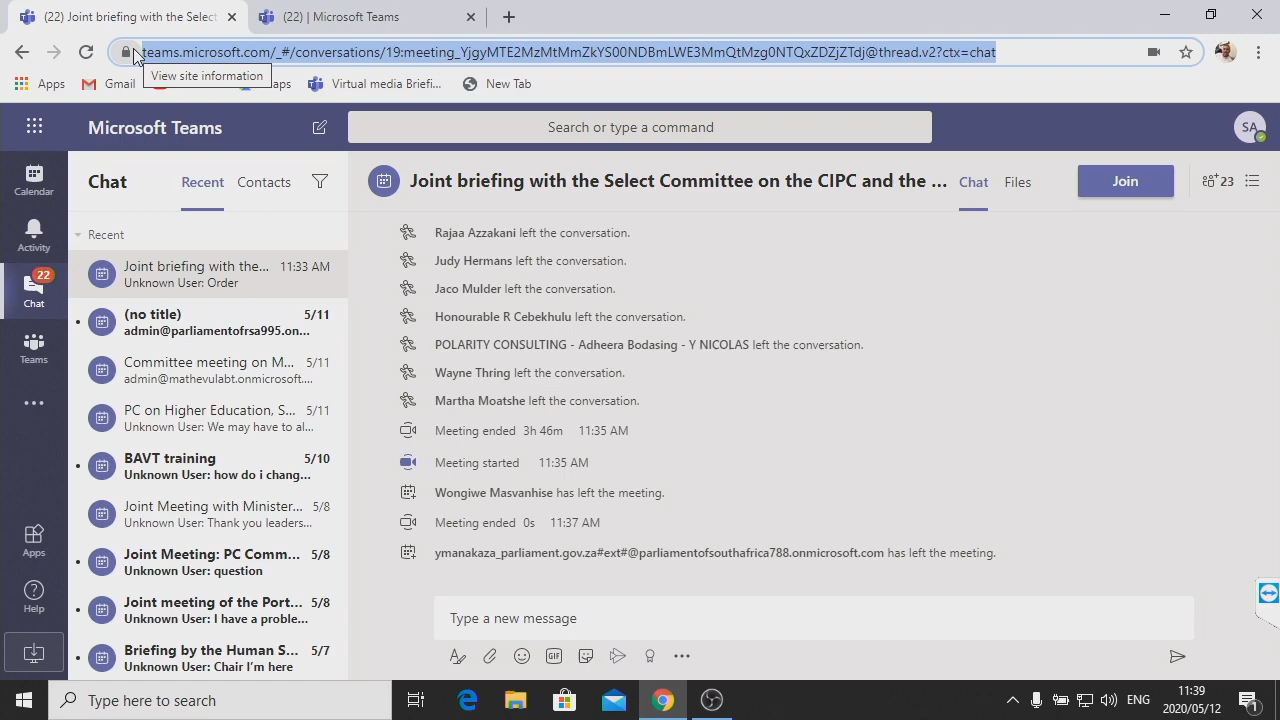 (22) Joint briefing with the Select
(22) | Microsoft Teams
teams.microsoft.com/_#/conversations/19:meeting_YjgyMTE2MzMtMmZkYS00NDBmLWE3MmQtMzg0NTQxZDZjZTdj@thread.v2?ctx=chat
View site information
Apps
Gmail
aps
Virtual media Briefi...
New Tab
Microsoft Teams
Search or type a command
SA
Calendar
Activity
22
Chat
Teams
Apps
Help
Chat
Recent
Contacts
Recent
Joint briefing with the... 11:33 AM
Unknown User: Order
(no title) 5/11
admin@parliamentofrsa995.on...
Committee meeting on M... 5/11
admin@mathevulabt.onmicrosoft....
PC on Higher Education, S... 5/11
Unknown User: We may have to al...
BAVT training 5/10
Unknown User: how do i chang...
Joint Meeting with Minister... 5/8
Unknown User: Thank you leaders...
Joint Meeting: PC Comm... 5/8
Unknown User: question
Joint meeting of the Port... 5/8
Unknown User: I have a proble...
Briefing by the Human S... 5/7
Unknown User: Chair I'm here
Joint briefing with the Select Committee on the CIPC and the ...
Chat
Files
Join
23
Rajaa Azzakani left the conversation.
Judy Hermans left the conversation.
Jaco Mulder left the conversation.
Honourable R Cebekhulu left the conversation.
POLARITY CONSULTING - Adheera Bodasing - Y NICOLAS left the conversation.
Wayne Thring left the conversation.
Martha Moatshe left the conversation.
Meeting ended 3h 46m 11:35 AM
Meeting started 11:35 AM
Wongiwe Masvanhise has left the meeting.
Meeting ended 0s 11:37 AM
ymanakaza_parliament.gov.za#ext#@parliamentofsouthafrica788.onmicrosoft.com has left the meeting.
Type a new message
GIF
Type here to search
ENG
11:39
2020/05/12
1